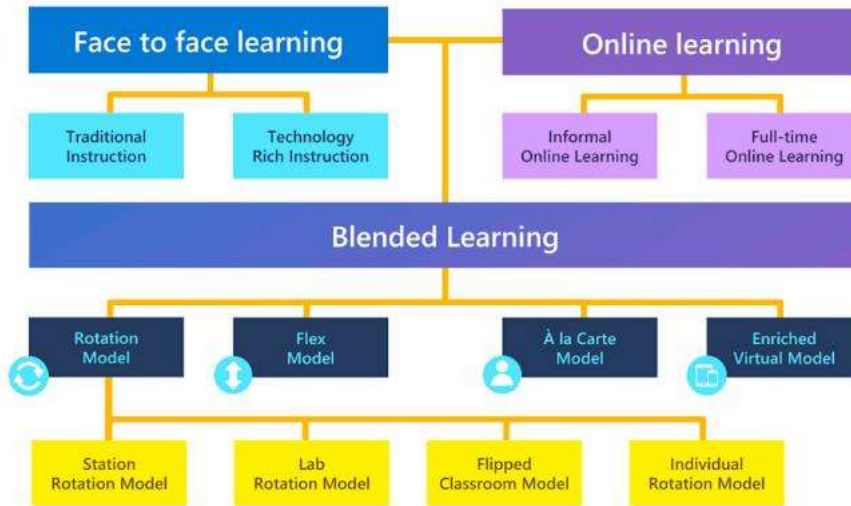 Face to face learning
Online learning
Traditional
Instruction
Technology
Rich Instruction
Informal
Online Learning
Full-time
Online Learning
Blended Learning
Rotation
Model
Flex
Model
À la Carte
Model
Enriched
Virtual Model
Station
Rotation Model
Lab
Rotation Model
Flipped
Classroom Model
Individual
Rotation Model